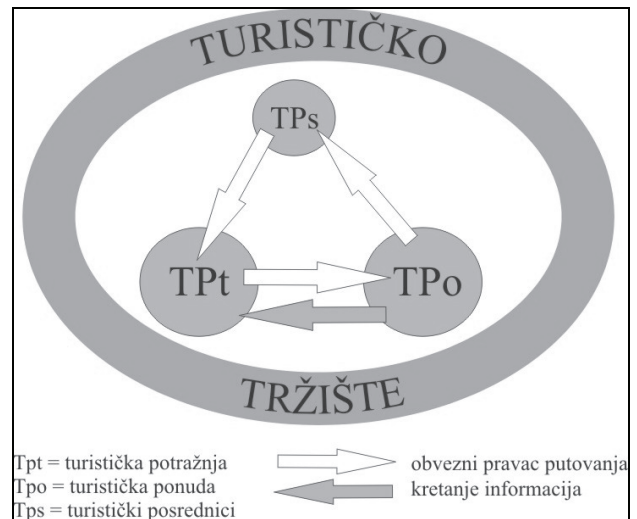 TURISTIČKO
TPs
TPt
TPo
TRŽIŠTE
Tpt = turistička potražnja
obvezni pravac putovanja
Tpo = turistička ponuda
kretanje informacija
Tps = turistički posrednici